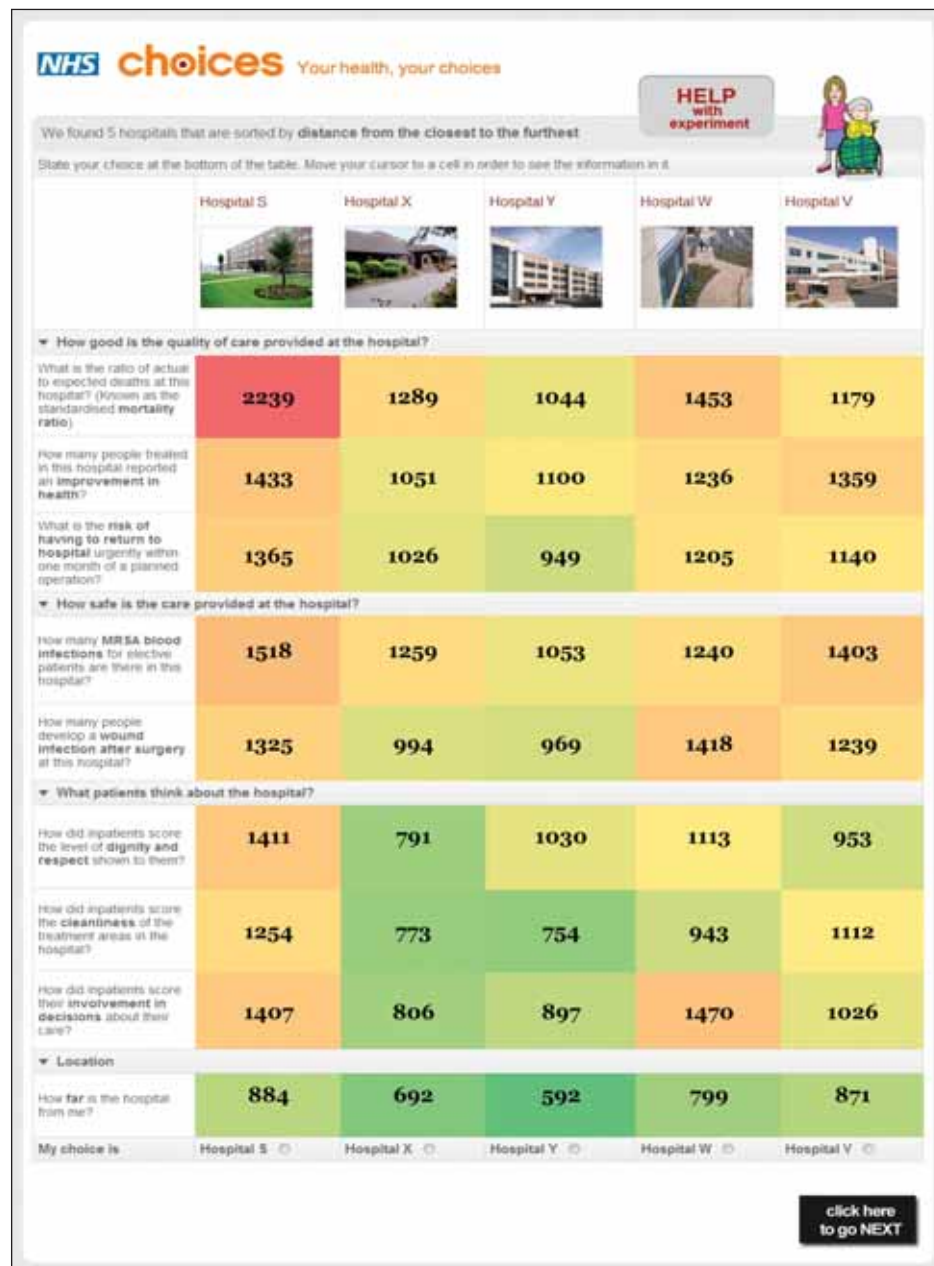 NHS choices Your health, your choices
HELP
with
experiment
We found 5 hospitals that are sorted by distance from the closest to the furthest
State your choice at the bottom of the table. Move your cursor to a cell in order to see the information in it.
Hospital S Hospital X Hospital Y Hospital W Hospital V
How good is the quality of care provided at the hospital?
What is the ratio of actual
to expected deaths at this
hospital? (Known as the
standardised mortality
ratio)
2239 1289 1044 1453 1179
How many people treated
in this hospital reported
an improvement in
health?
1433 1051 1100 1236 1359
What is the risk of
having to return to
hospital urgently within
one month of a planned
operation?
1365 1026 949 1205 1140
How safe is the care provided at the hospital?
How many MRSA blood
infections for elective
patients are there in this
hospital?
1518 1259 1053 1240 1403
How many people
develop a wound
infection after surgery
at this hospital?
1325 994 969 1418 1239
What patients think about the hospital?
How did inpatients score
the level of dignity and
respect shown to them?
1411 791 1030 1113 953
How did inpatients score
the cleanliness of the
treatment areas in the
hospital?
1254 773 754 943 1112
How did inpatients score
their involvement in
decisions about their
care?
1407 806 897 1470 1026
Location
How far is the hospital
from me?
884 692 592 799 871
My choice is Hospital S Hospital X Hospital Y Hospital W Hospital V
click here
to go NEXT